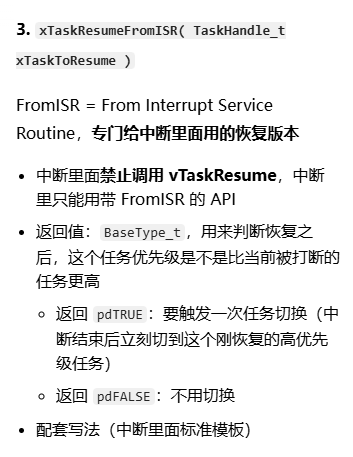 3. xTaskResumeFromISR( TaskHandle_t
xTaskToResume )
FromISR = From Interrupt Service
Routine，专门给中断里面用的恢复版本
• 中断里面禁止调用 vTaskResume，中断
里只能用带 FromISR 的 API
• 返回值：BaseType_t，用来判断恢复之
后，这个任务优先级是不是比当前被打断的
任务更高
◦ 返回 pdTRUE：要触发一次任务切换（中
断结束后立刻切到这个刚恢复的高优先
级任务）
◦ 返回 pdFALSE：不用切换
• 配套写法（中断里面标准模板）